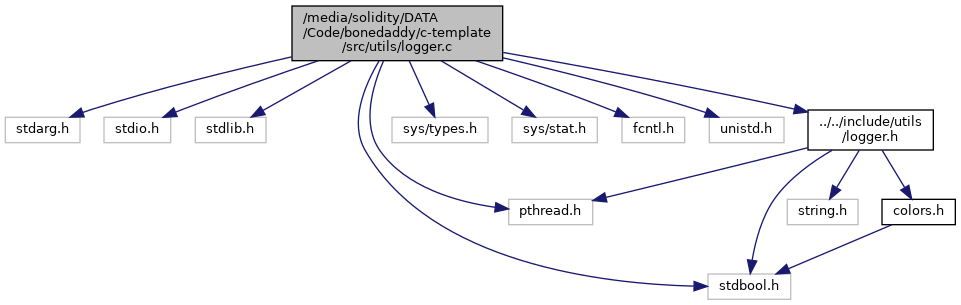 /media/solidity/DATA
/Code/bonedaddy/c-template
/src/utils/logger.c
stdarg.h
stdio.h
stdlib.h
sys/types.h
sys/stat.h
fcntl.h
unistd.h
../../include/utils
/logger.h
pthread.h
string.h
colors.h
stdbool.h